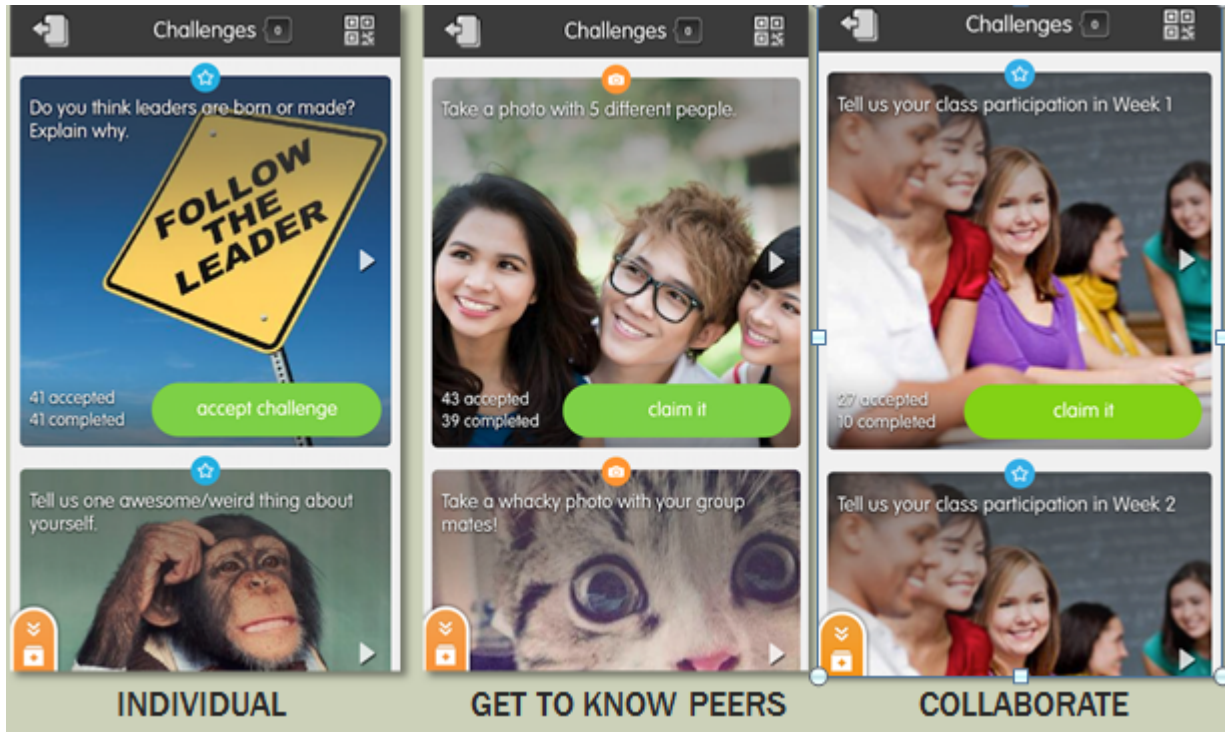 Challenges 0
Do you think leaders are born or made?
Explain why.
FOLLOW
THE
LEADER
41 accepted
41 completed
accept challenge
Tell us one awesome/weird thing about
yourself.
INDIVIDUAL
Challenges 0
Take a photo with 5 different people.
43 accepted
39 completed
claim it
Take a whacky photo with your group
mates!
GET TO KNOW PEERS
Challenges 0
Tell us your class participation in Week 1
27 accepted
10 completed
claim it
Tell us your class participation in Week 2
COLLABORATE